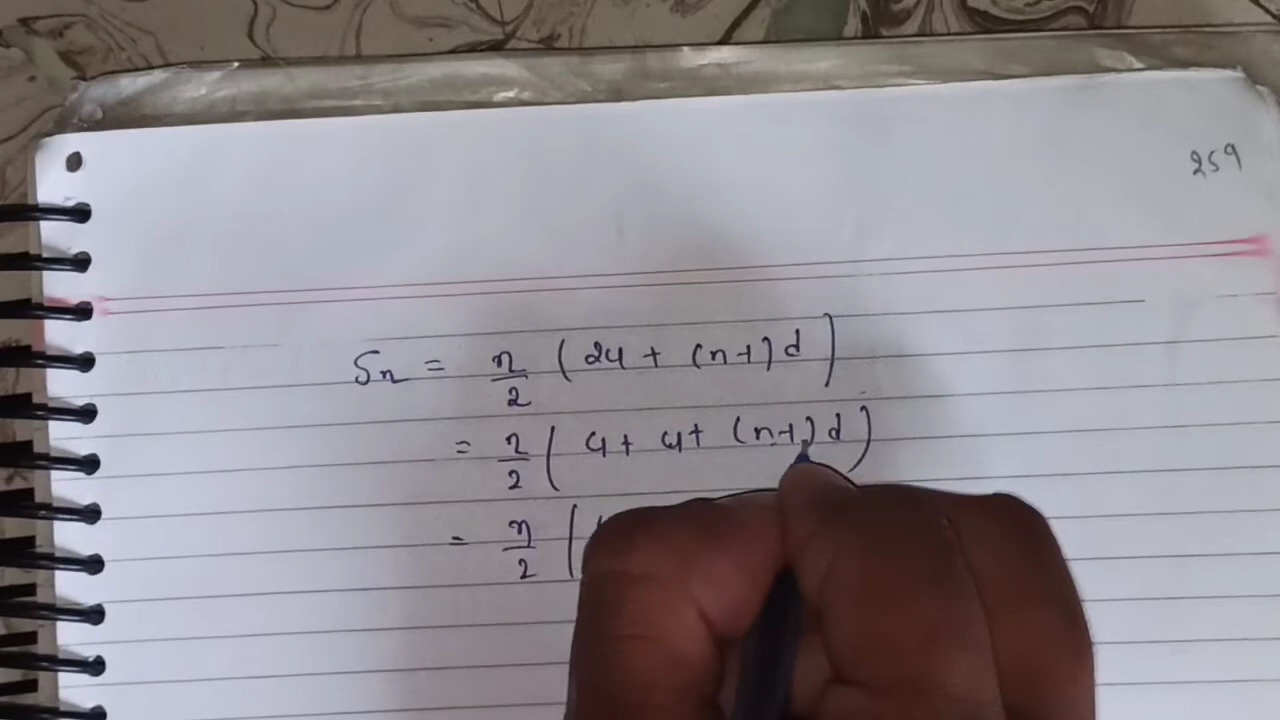 259
Sn = n/2 (2a + (n-1)d)
= n/2 (a + a + (n-1)d)
= n/2 (